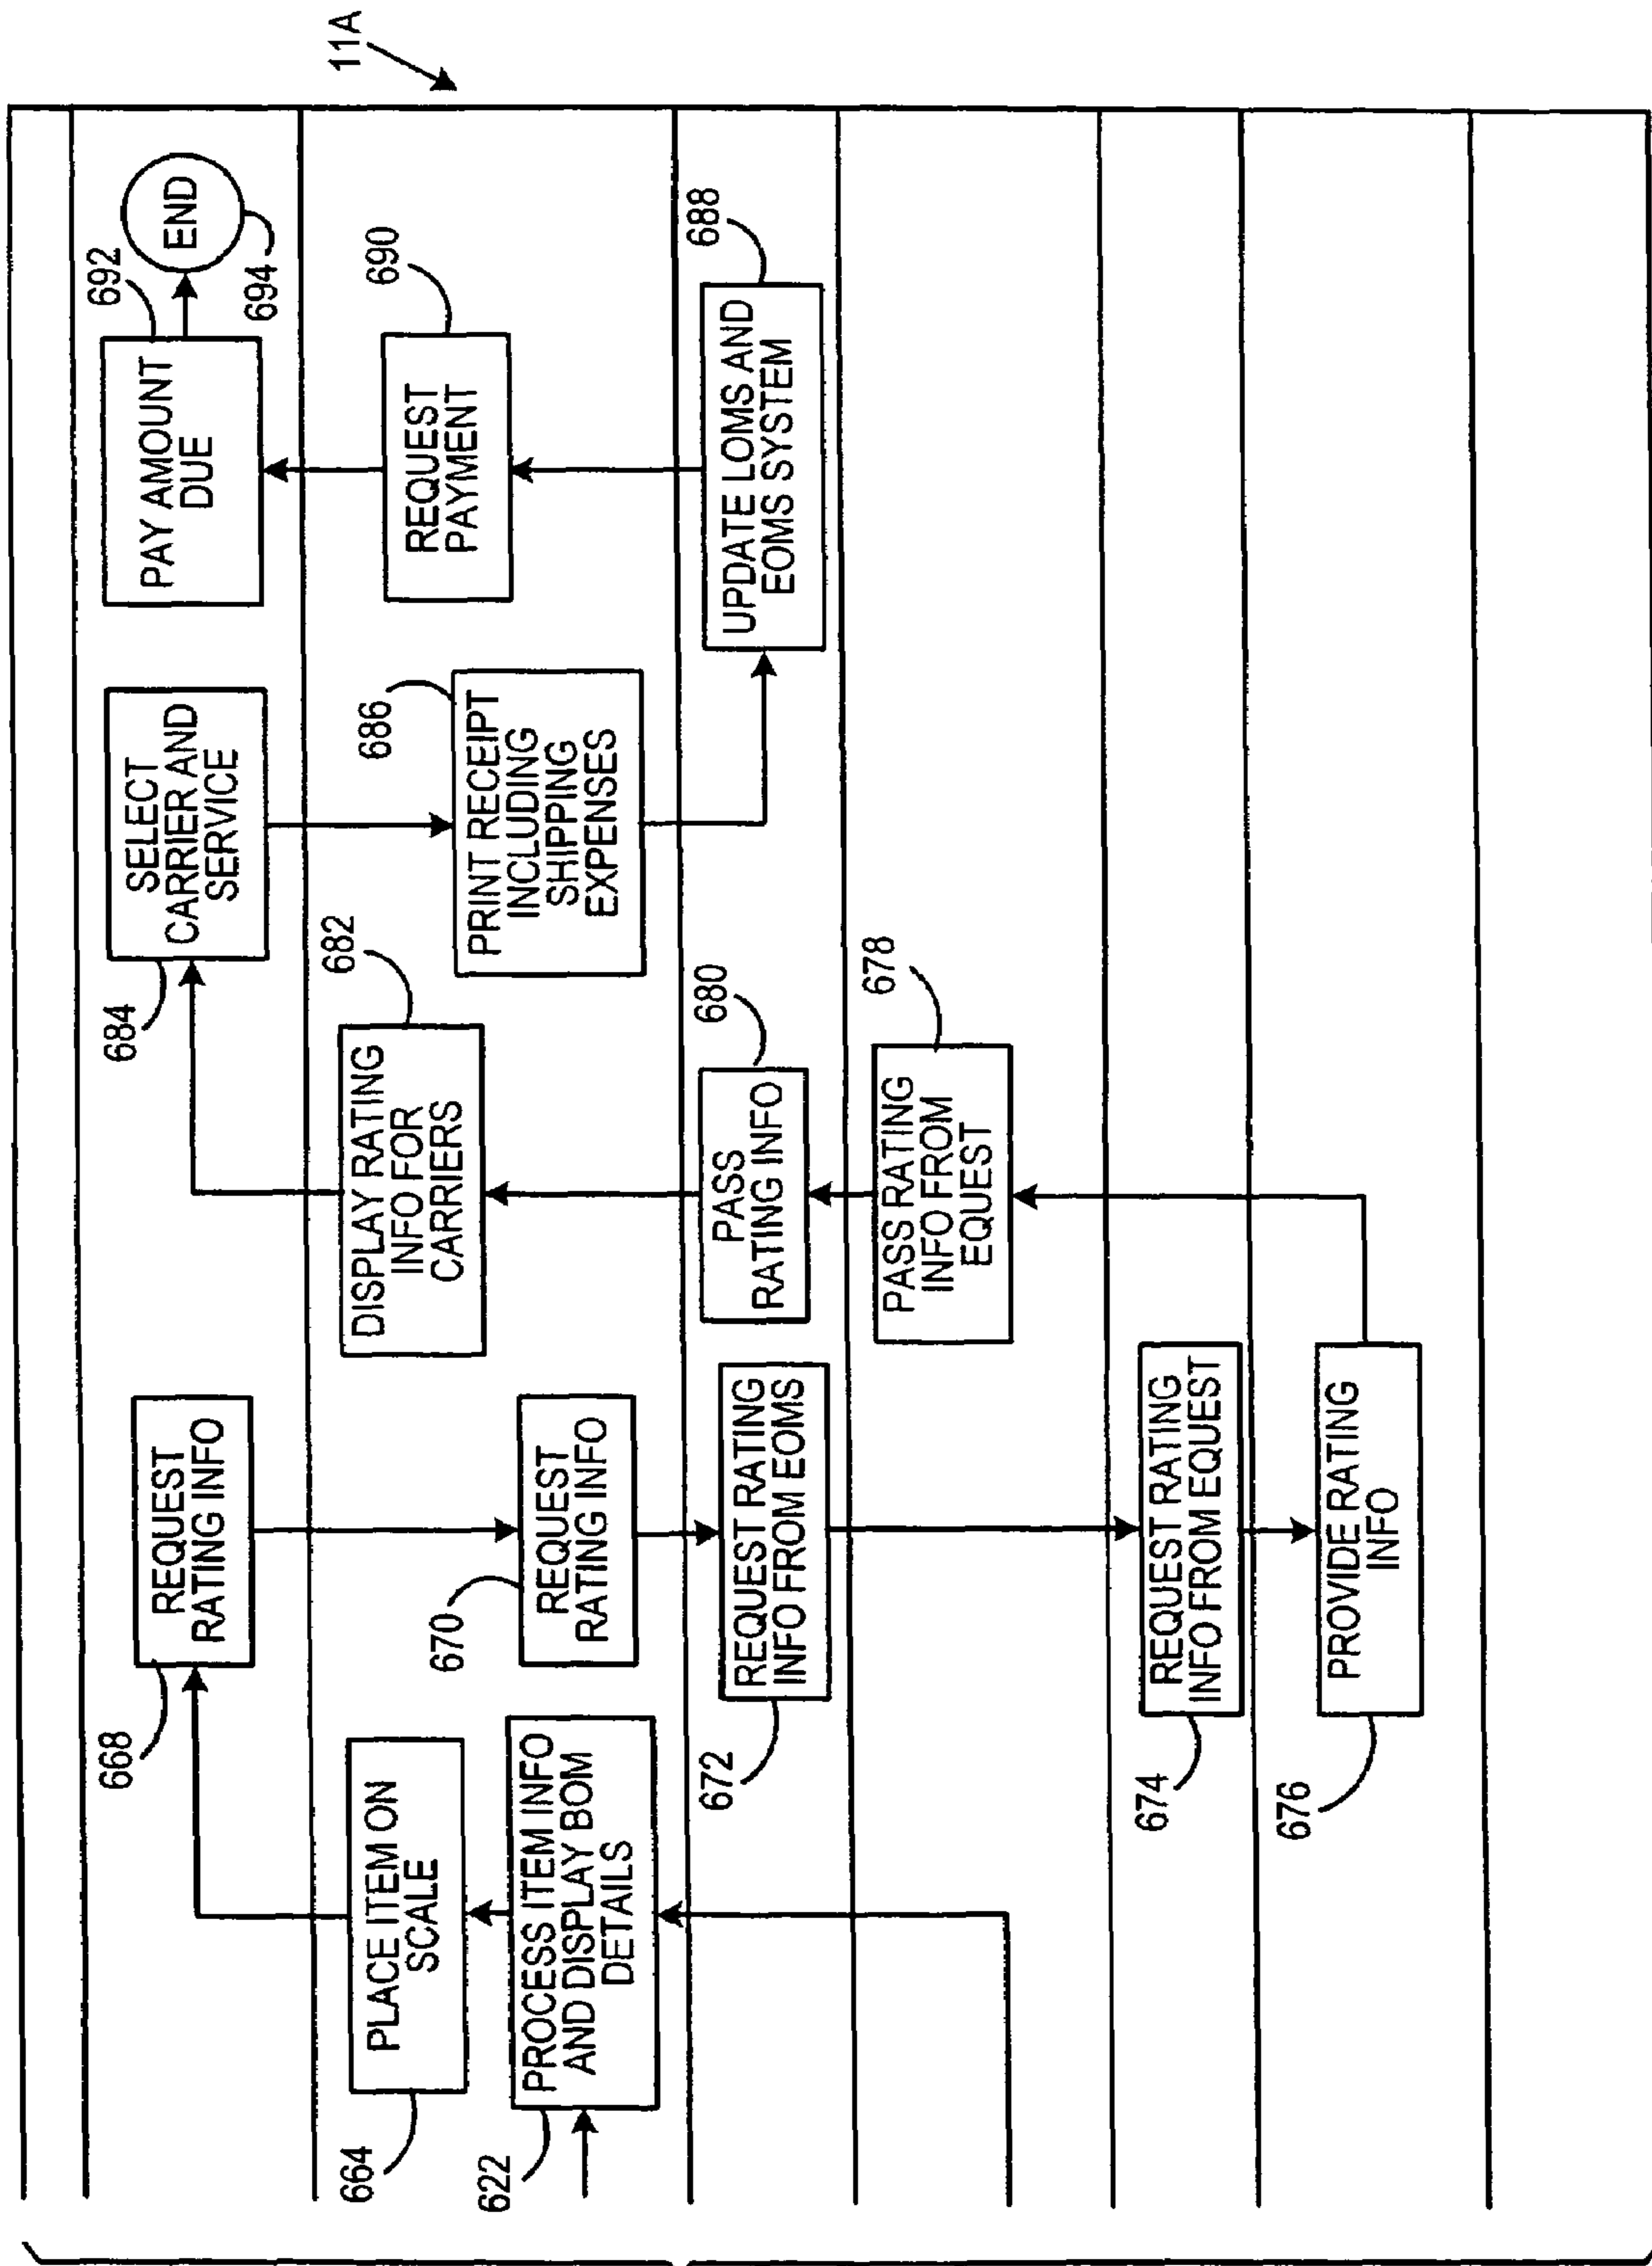 11A
692
PAY AMOUNT
DUE
END
694
690
REQUEST
PAYMENT
688
UPDATE LOMS AND
EOMS SYSTEM
684
SELECT
CARRIER AND
SERVICE
686
PRINT RECEIPT
INCLUDING
SHIPPING
EXPENSES
682
DISPLAY RATING
INFO FOR
CARRIERS
680
PASS
RATING INFO
678
PASS RATING
INFO FROM
EQUEST
668
REQUEST
RATING INFO
670
REQUEST
RATING INFO
672
REQUEST RATING
INFO FROM EOMS
674
REQUEST RATING
INFO FROM EQUEST
676
PROVIDE RATING
INFO
664
PLACE ITEM ON
SCALE
622
PROCESS ITEM INFO
AND DISPLAY BOM
DETAILS